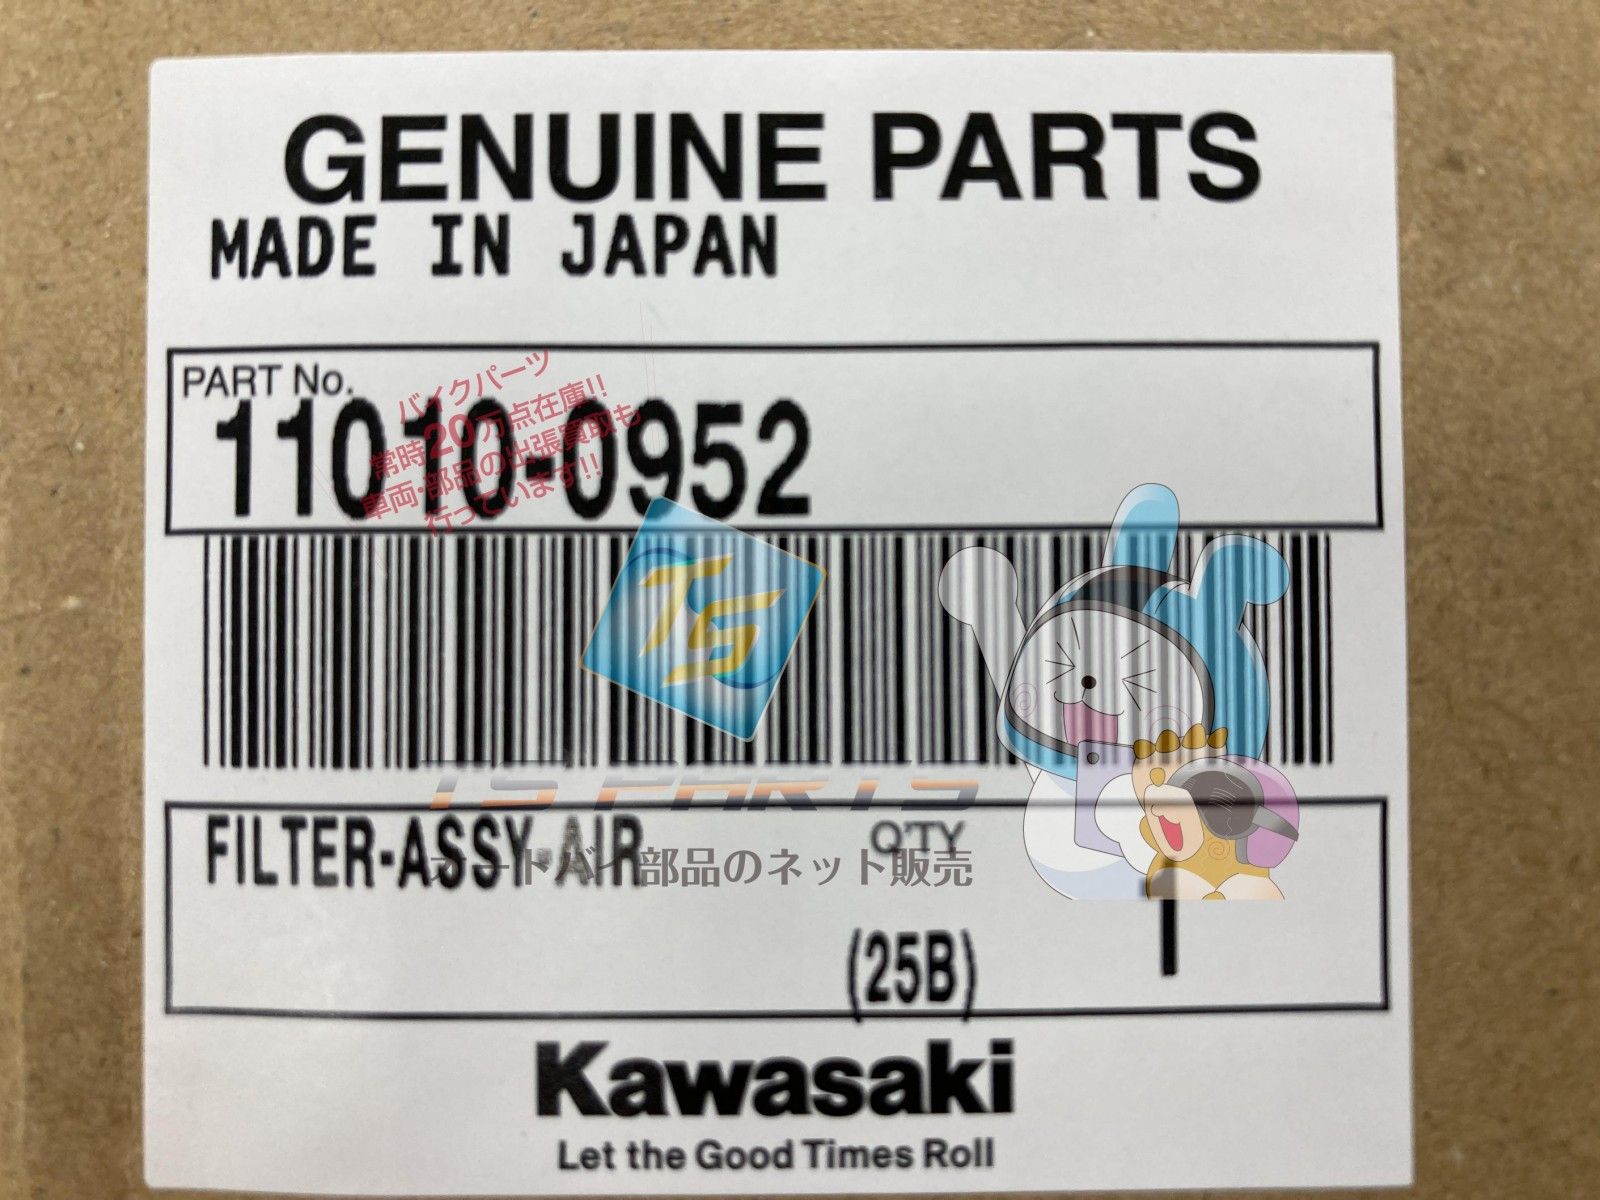 GENUINE PARTS
MADE IN JAPAN
PART No.
11010-0952
バイクパーツ
常時20万点在庫!!
車両・部品の出張買取も
行っています!!
TS
TS PARTS
FILTER-ASSY-AIR
Q'TY
オートバイ部品のネット販売
1
(25B)
Kawasaki
Let the Good Times Roll